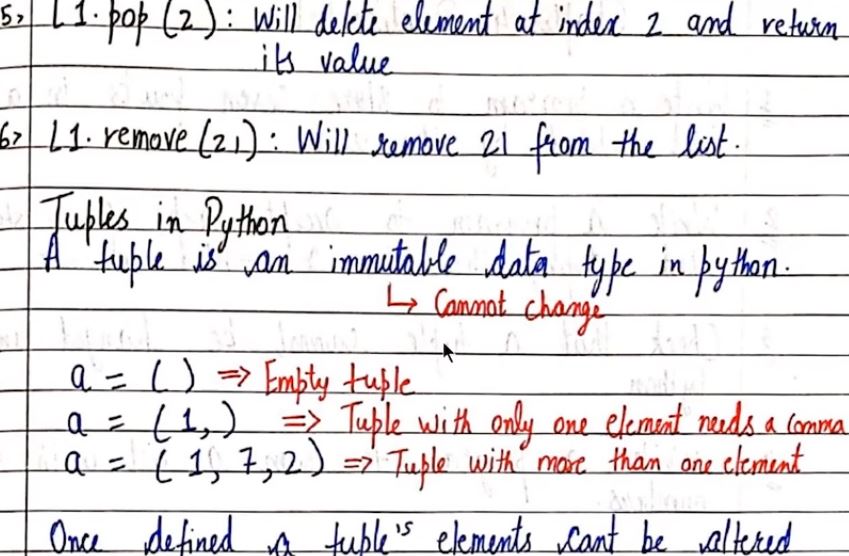 5> L1.pop(2): Will delete element at index 2 and return
its value
6> L1.remove(21): Will remove 21 from the list.
Tuples in Python
A tuple is an immutable data type in python.
↳ Cannot change
a = ( ) => Empty tuple
a = (1,) => Tuple with only one element needs a comma
a = (1, 7, 2) => Tuple with more than one element
Once defined a tuple's elements cant be altered